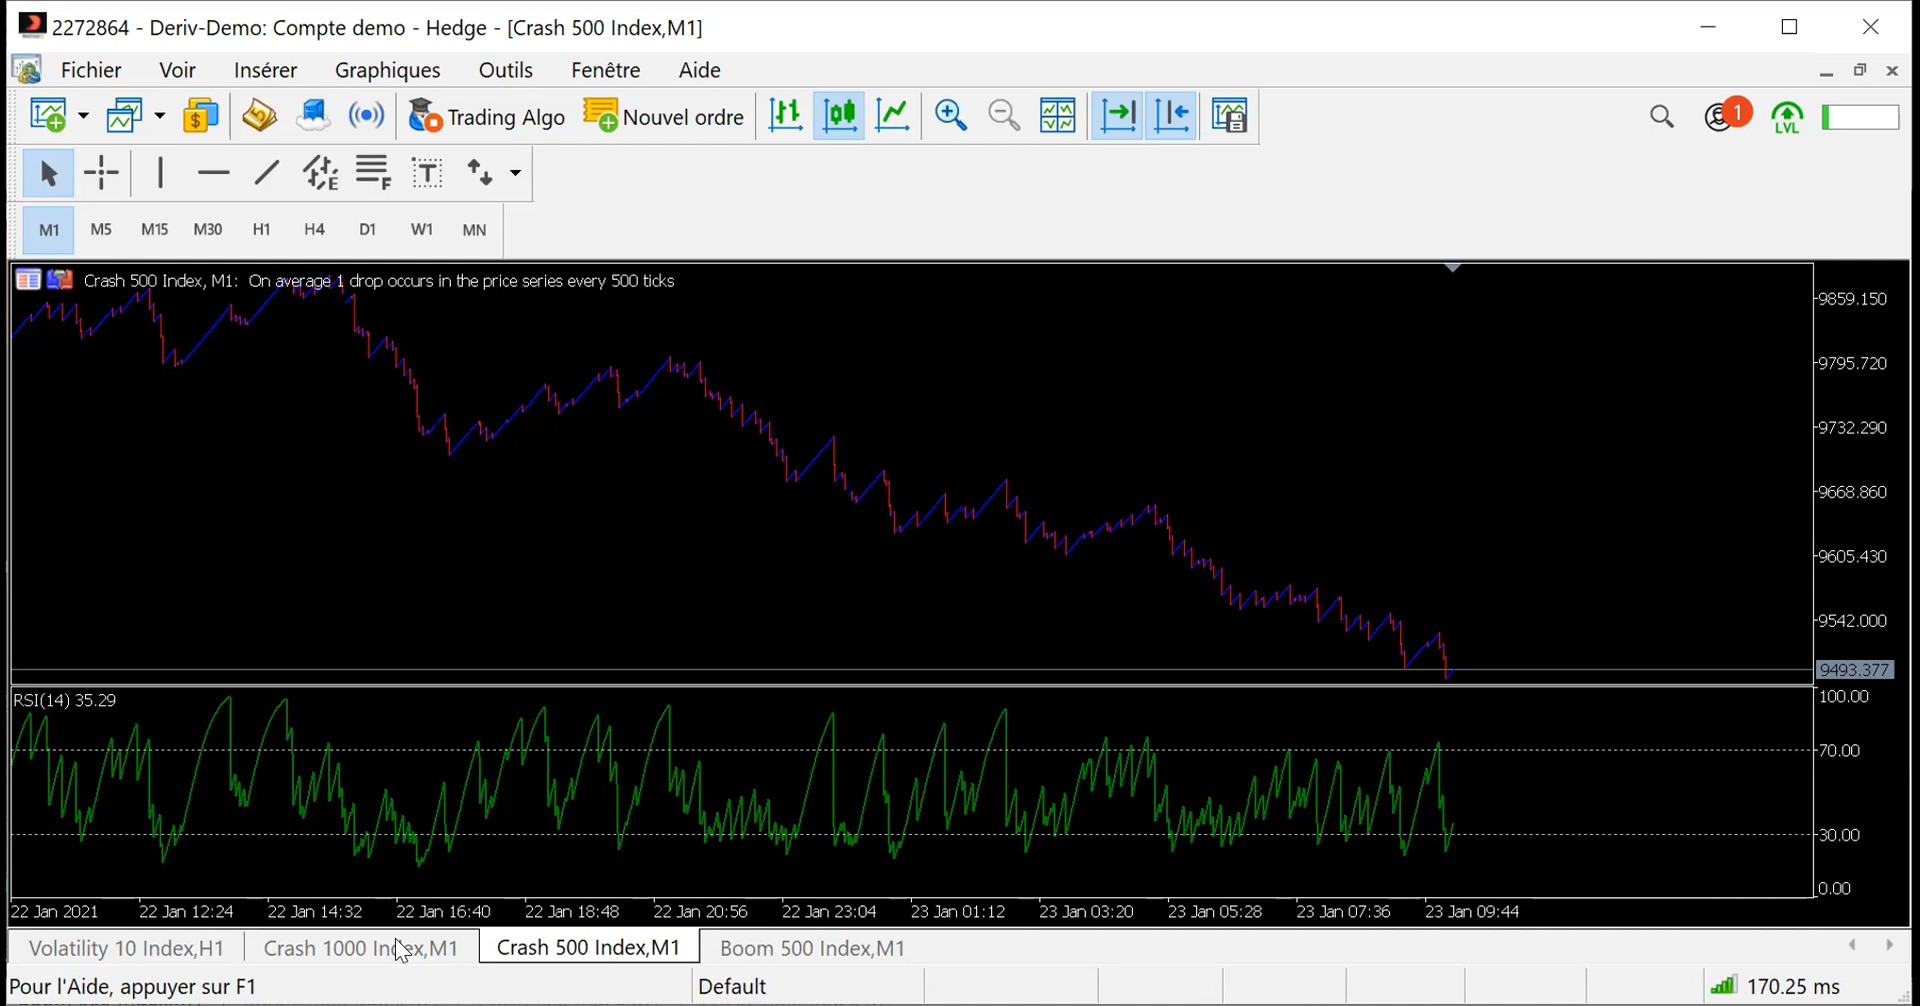 2272864 - Deriv-Demo: Compte demo - Hedge - [Crash 500 Index,M1]
Fichier Voir Insérer Graphiques Outils Fenêtre Aide
Trading Algo Nouvel ordre 1 LVL
E F T
M1 M5 M15 M30 H1 H4 D1 W1 MN
Crash 500 Index, M1: On average 1 drop occurs in the price series every 500 ticks
9859.150
9795.720
9732.290
9668.860
9605.430
9542.000
9493.377
RSI(14) 35.29
100.00
70.00
30.00
0.00
22 Jan 2021 22 Jan 12:24 22 Jan 14:32 22 Jan 16:40 22 Jan 18:48 22 Jan 20:56 22 Jan 23:04 23 Jan 01:12 23 Jan 03:20 23 Jan 05:28 23 Jan 07:36 23 Jan 09:44
Volatility 10 Index,H1 Crash 1000 Index,M1 Crash 500 Index,M1 Boom 500 Index,M1
Pour l'Aide, appuyer sur F1 Default 170.25 ms